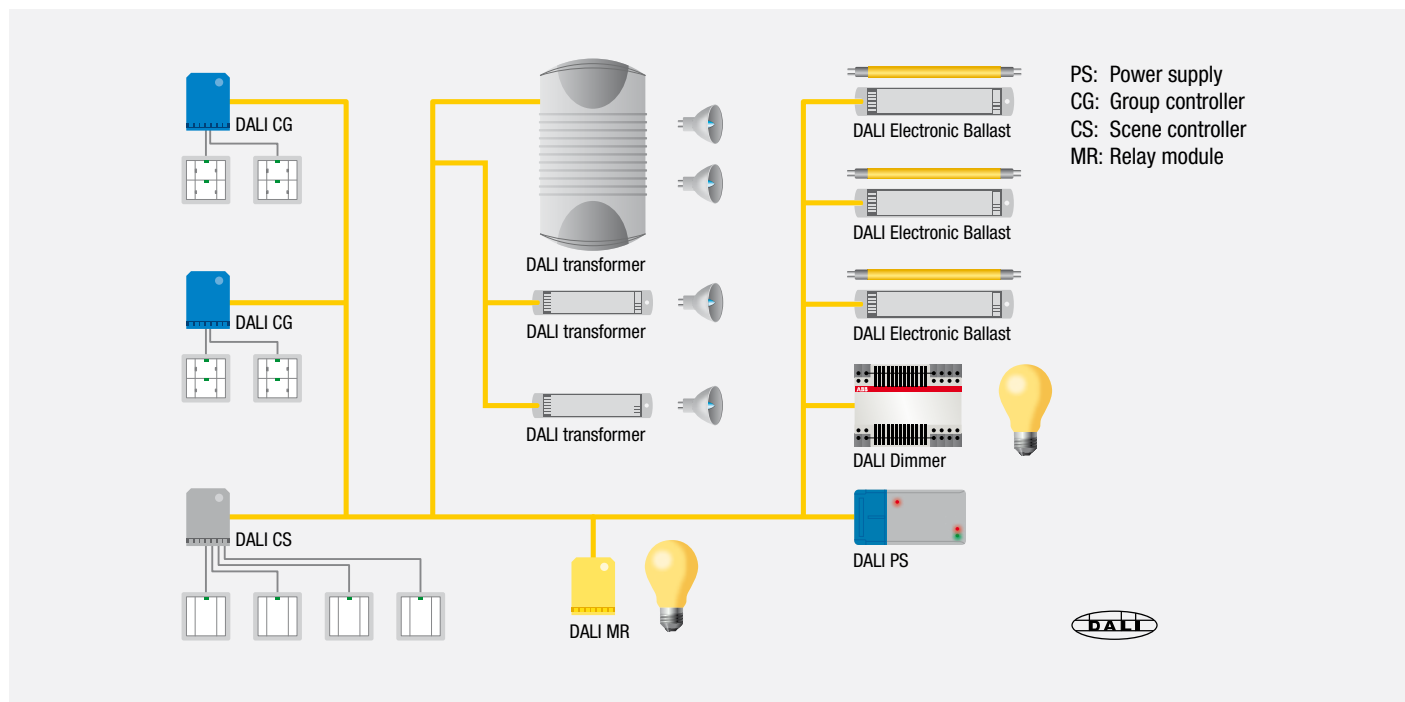 DALI CG
DALI CG
DALI CS
DALI transformer
DALI transformer
DALI transformer
DALI MR
DALI Electronic Ballast
DALI Electronic Ballast
DALI Electronic Ballast
ABB
DALI Dimmer
DALI PS
PS: Power supply
CG: Group controller
CS: Scene controller
MR: Relay module
DALI